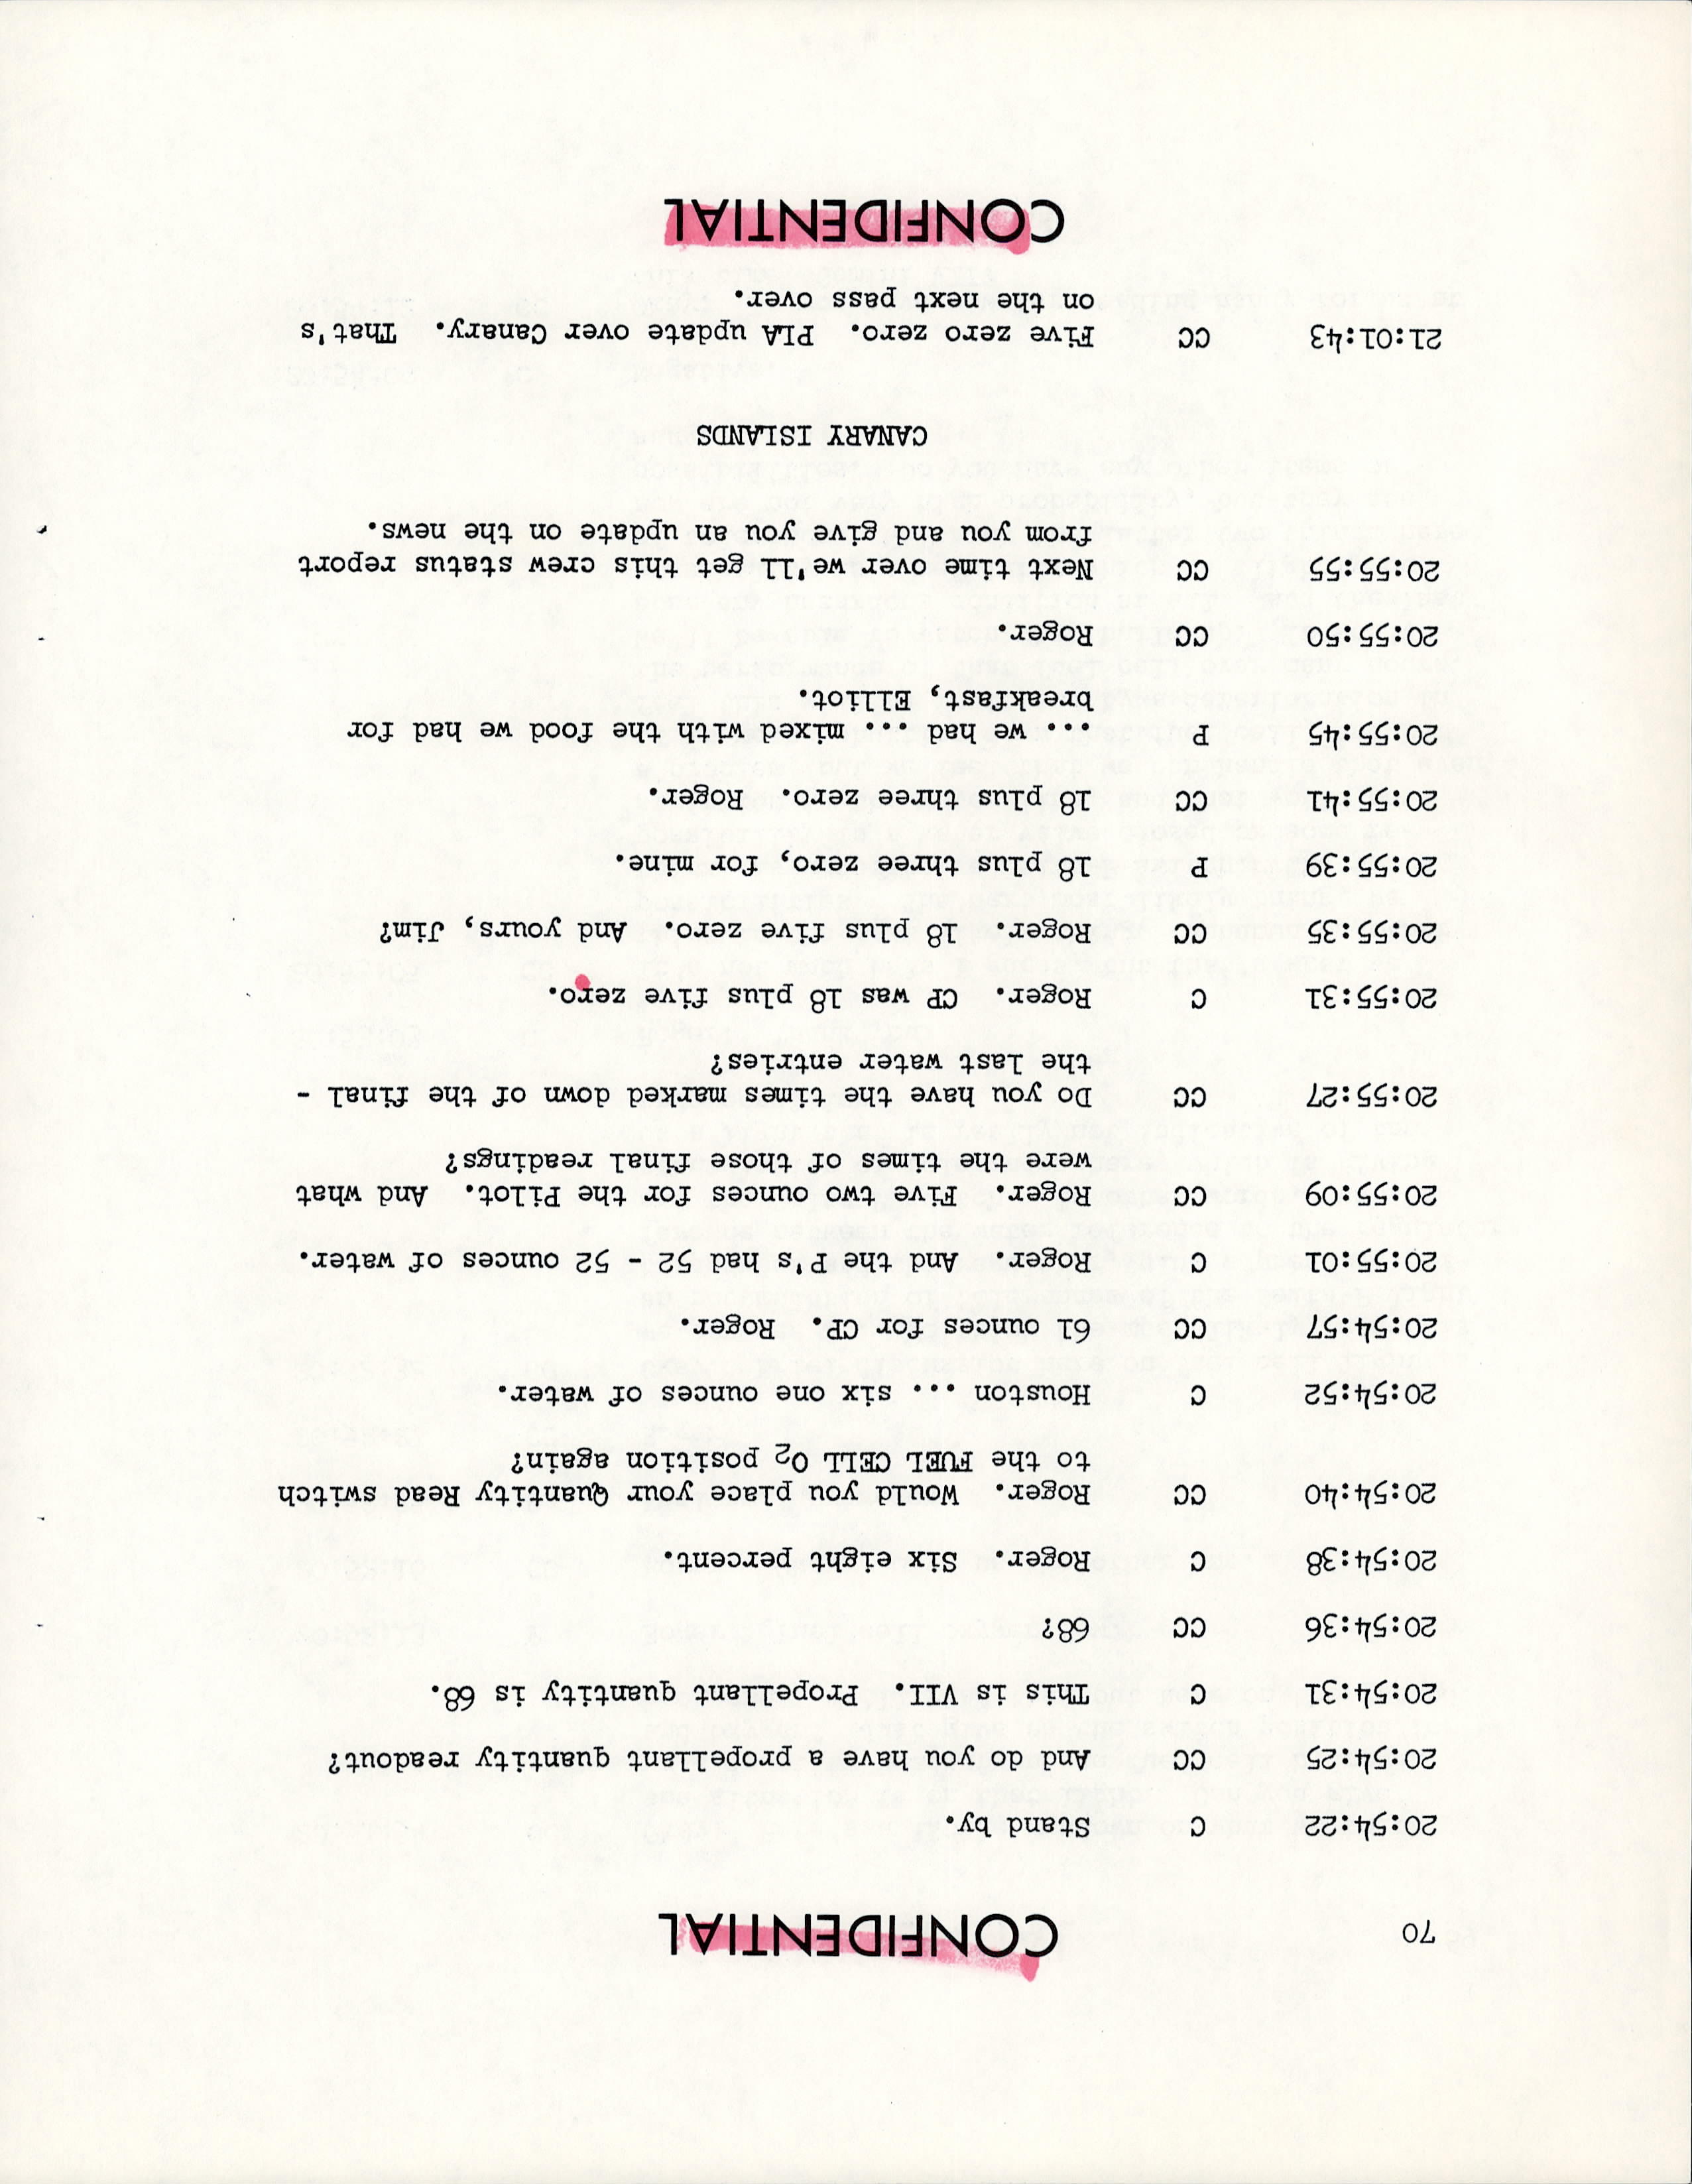 70
CONFIDENTIAL
20:54:22 C Stand by.
20:54:25 CC And do you have a propellant quantity readout?
20:54:31 C This is VII. Propellant quantity is 68.
20:54:36 CC 68?
20:54:38 C Roger. Six eight percent.
20:54:40 CC Roger. Would you place your Quantity Read switch
to the FUEL CELL O2 position again?
20:54:52 C Houston ... six one ounces of water.
20:54:57 CC 61 ounces for CP. Roger.
20:55:01 C Roger. And the P's had 52 - 52 ounces of water.
20:55:09 CC Roger. Five two ounces for the Pilot. And what
were the times of those final readings?
20:55:27 CC Do you have the times marked down of the final -
the last water entries?
20:55:31 C Roger. CP was 18 plus five zero.
20:55:35 CC Roger. 18 plus five zero. And yours, Jim?
20:55:39 P 18 plus three zero, for mine.
20:55:41 CC 18 plus three zero. Roger.
20:55:45 P ... we had ... mixed with the food we had for
breakfast, Elliot.
20:55:50 CC Roger.
20:55:55 CC Next time over we'll get this crew status report
from you and give you an update on the news.
CANARY ISLANDS
21:01:43 CC Five zero zero. PLA update over Canary. That's
on the next pass over.
CONFIDENTIAL